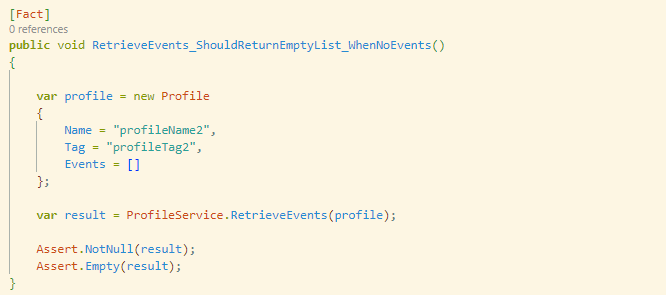 [Fact]
0 references
public void RetrieveEvents_ShouldReturnEmptyList_WhenNoEvents()
{
var profile = new Profile
{
Name = "profileName2",
Tag = "profileTag2",
Events = []
};
var result = ProfileService.RetrieveEvents(profile);
Assert.NotNull(result);
Assert.Empty(result);
}